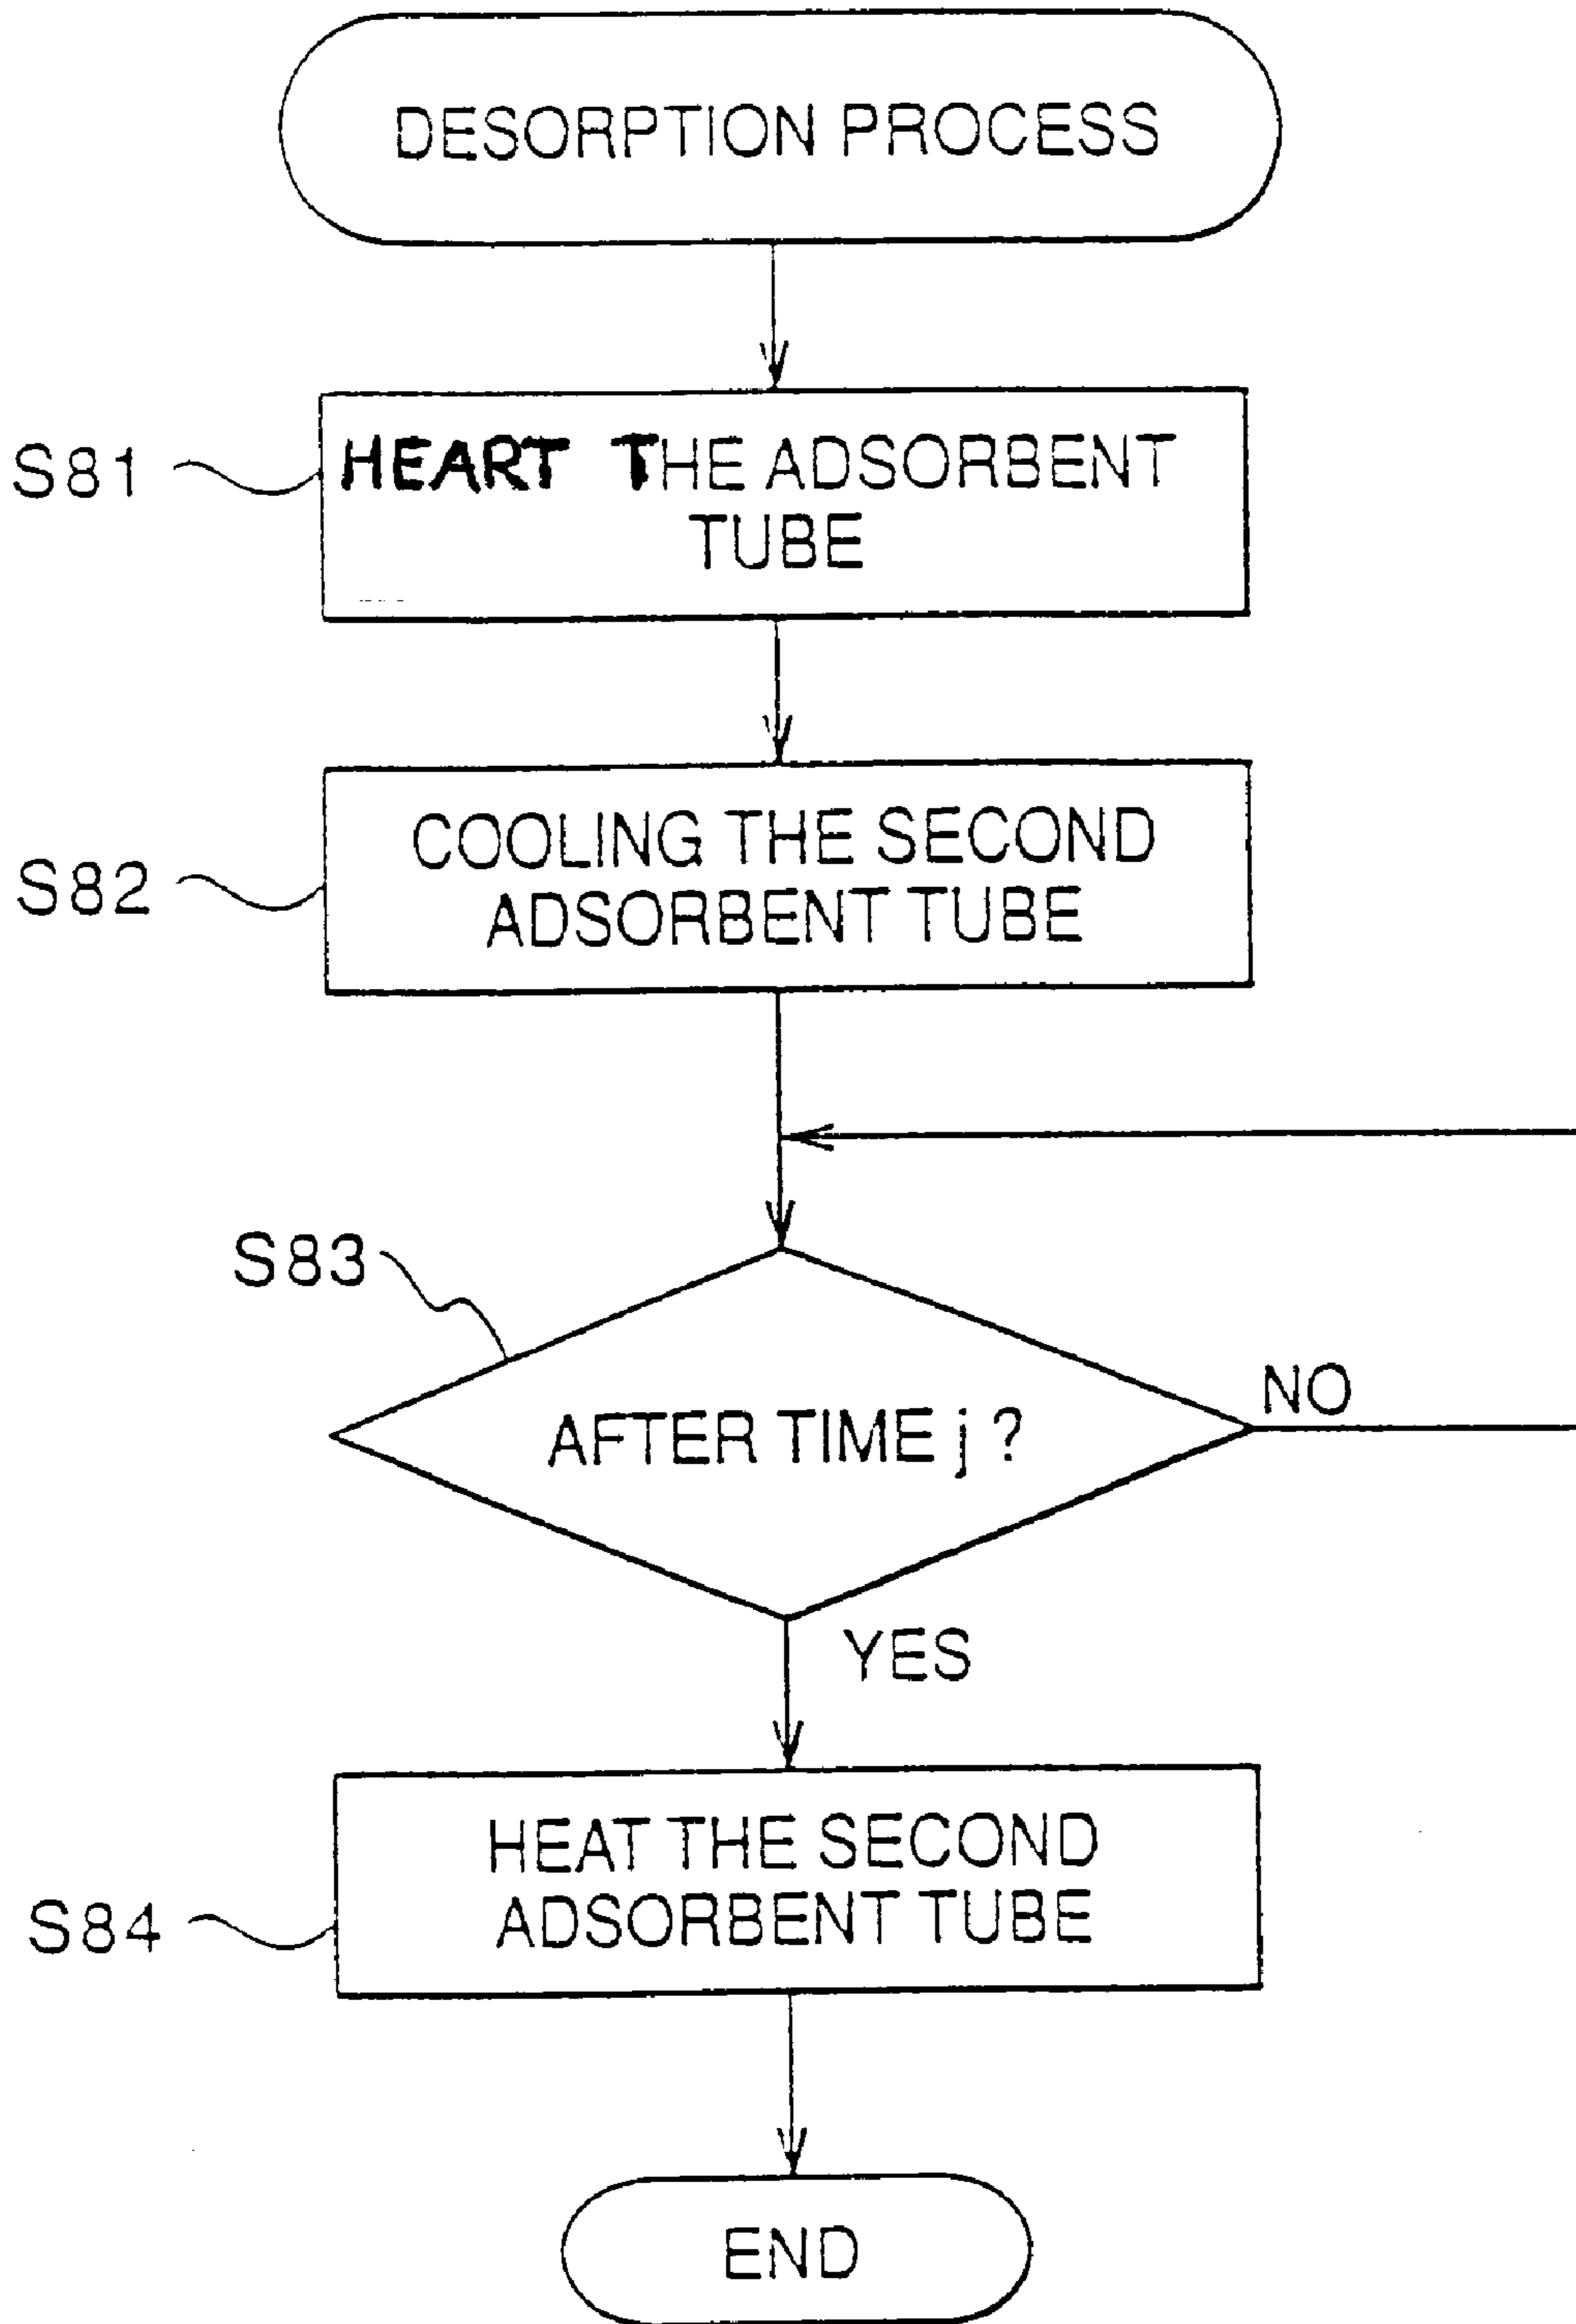 DESORPTION PROCESS
S81
HEART THE ADSORBENT
TUBE
S82
COOLING THE SECOND
ADSORBENT TUBE
S83
AFTER TIME j ?
NO
YES
S84
HEAT THE SECOND
ADSORBENT TUBE
END